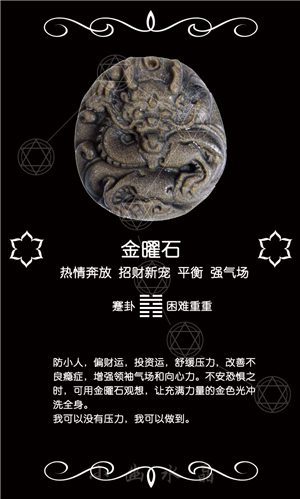 金曜石
热情奔放 招财新宠 平衡 强气场
蹇卦 困难重重
防小人，偏财运，投资运，舒缓压力，改善不
良癥症，增强领袖气场和向心力。不安恐惧之
时，可用金曜石观想，让充满力量的金色光冲
洗全身。
我可以没有压力，我可以做到。